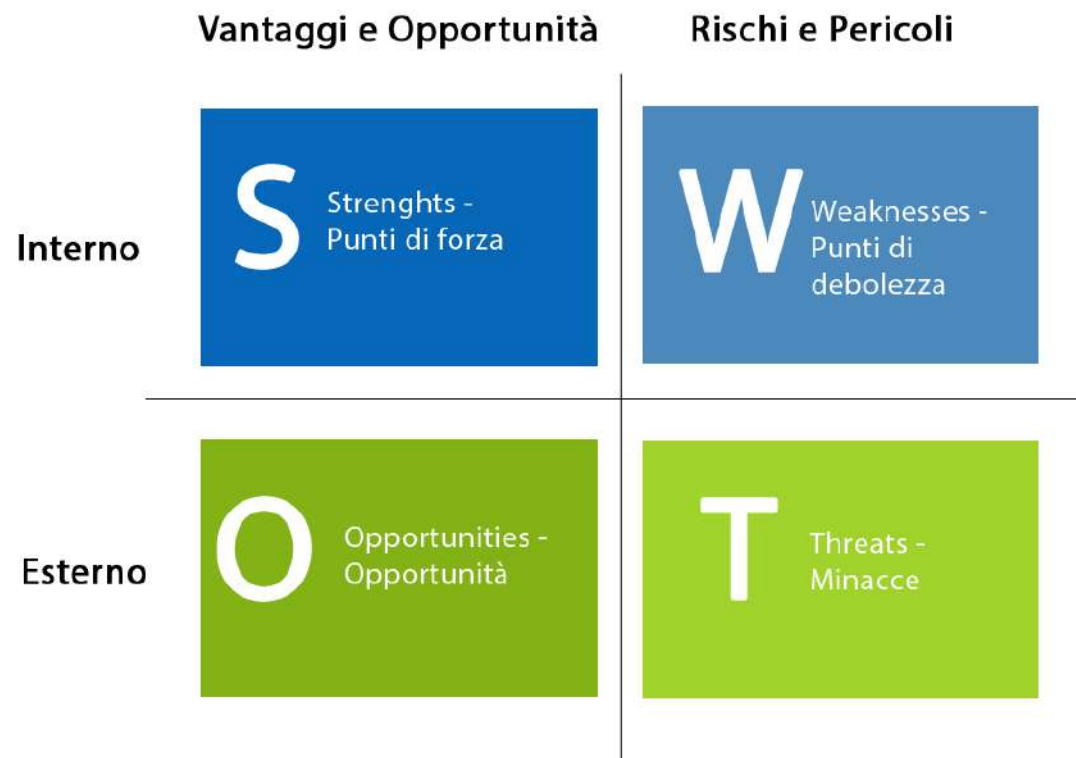 Vantaggi e Opportunità
Rischi e Pericoli
Interno
S
Strenghts -
Punti di forza
W
Weaknesses -
Punti di
debolezza
Esterno
O
Opportunities -
Opportunità
T
Threats -
Minacce